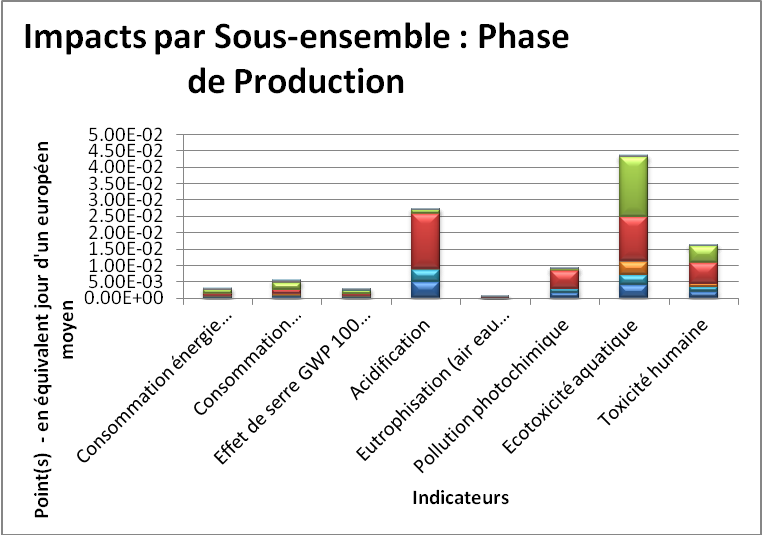 Impacts par Sous-ensemble : Phase
de Production
Point(s) - en équivalent jour d'un européen
moyen
5.00E-02
4.50E-02
4.00E-02
3.50E-02
3.00E-02
2.50E-02
2.00E-02
1.50E-02
1.00E-02
5.00E-03
0.00E+00
Consommation énergie...
Consommation...
Effet de serre GWP 100...
Acidification
Eutrophisation (air eau...
Pollution photochimique
Ecotoxicité aquatique
Toxicité humaine
Indicateurs